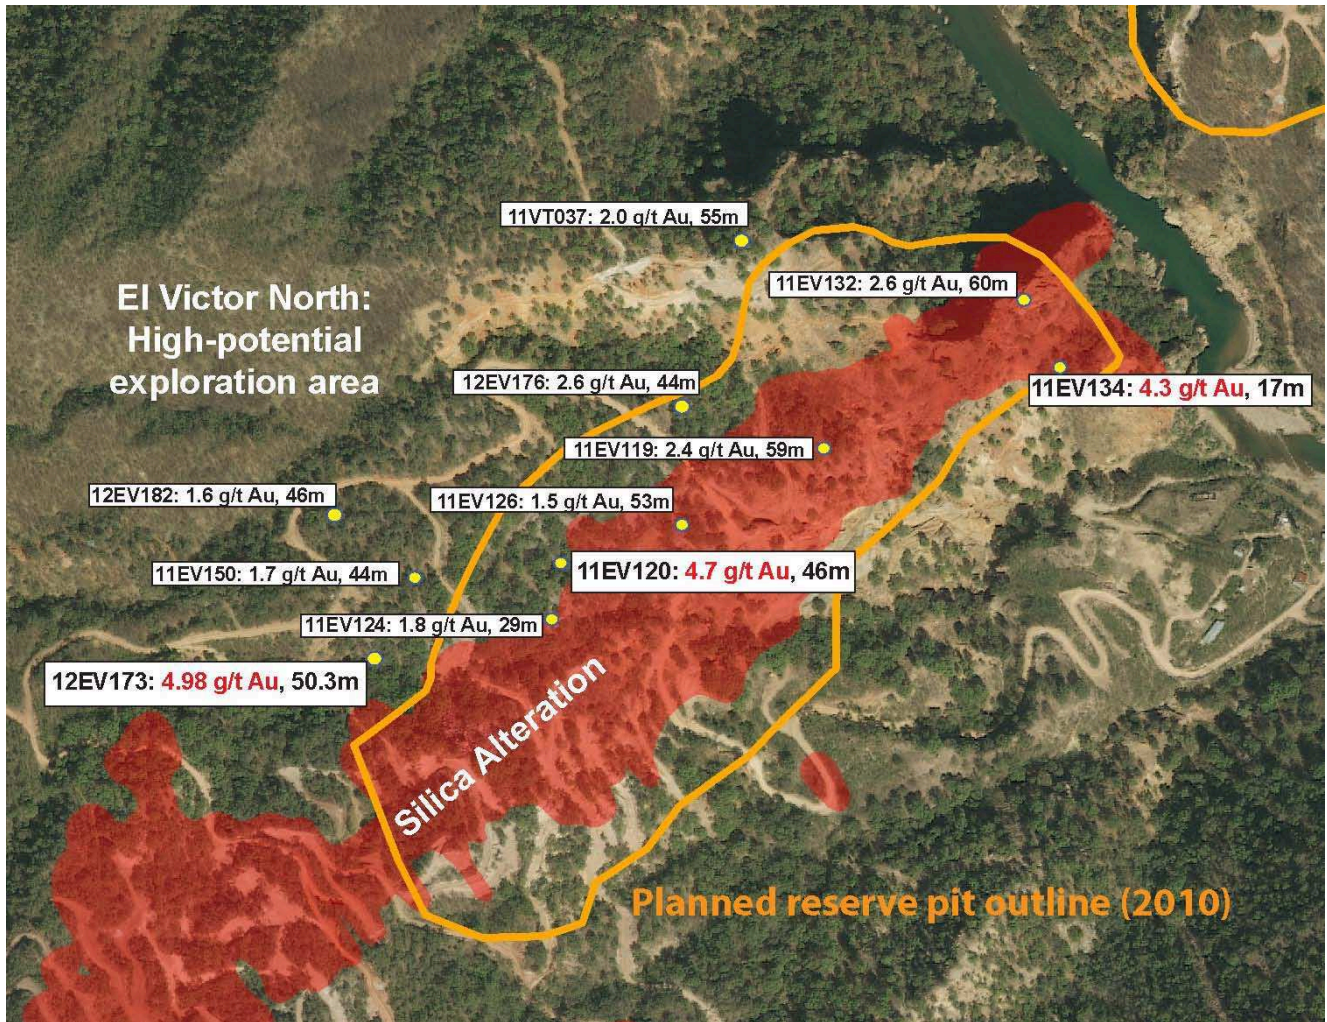 11VT037: 2.0 g/t Au, 55m
11EV132: 2.6 g/t Au, 60m
El Victor North:
High-potential
exploration area
12EV176: 2.6 g/t Au, 44m
11EV134: 4.3 g/t Au, 17m
11EV119: 2.4 g/t Au, 59m
12EV182: 1.6 g/t Au, 46m
11EV126: 1.5 g/t Au, 53m
11EV120: 4.7 g/t Au, 46m
11EV150: 1.7 g/t Au, 44m
11EV124: 1.8 g/t Au, 29m
12EV173: 4.98 g/t Au, 50.3m
Silica Alteration
Planned reserve pit outline (2010)